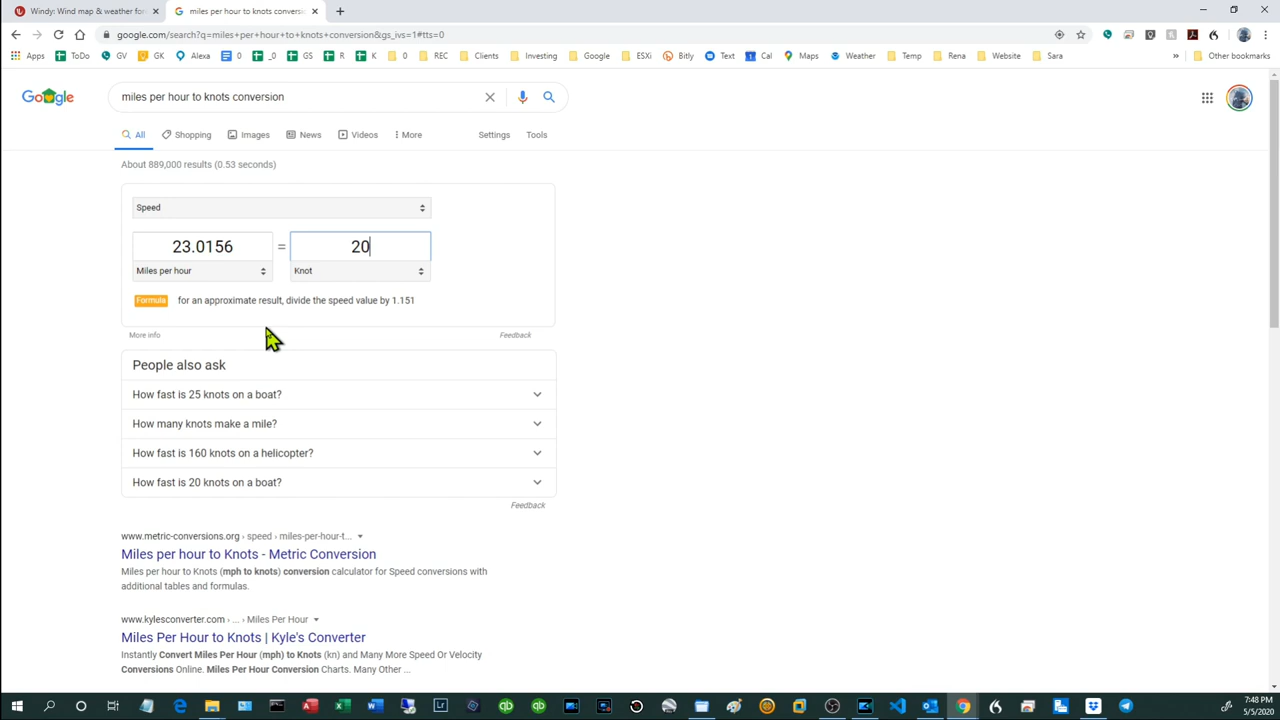 Windy: Wind map & weather for
miles per hour to knots conversi
google.com/search?q=miles+per+hour+to+knots+conversion&gs_ivs=1#tts=0
Apps ToDo GV GK Alexa 0 _0 GS R K 0 REC Clients Investing Google ESXi Bitly Text Cal Maps Weather Temp Rena Website Sara » Other bookmarks
Google
miles per hour to knots conversion
All Shopping Images News Videos More Settings Tools
About 889,000 results (0.53 seconds)
Speed
23.0156 = 20
Miles per hour Knot
Formula for an approximate result, divide the speed value by 1.151
More info Feedback
People also ask
How fast is 25 knots on a boat?
How many knots make a mile?
How fast is 160 knots on a helicopter?
How fast is 20 knots on a boat?
Feedback
www.metric-conversions.org › speed › miles-per-hour-t...
Miles per hour to Knots - Metric Conversion
Miles per hour to Knots (mph to knots) conversion calculator for Speed conversions with
additional tables and formulas.
www.kylesconverter.com › ... › Miles Per Hour
Miles Per Hour to Knots | Kyle's Converter
Instantly Convert Miles Per Hour (mph) to Knots (kn) and Many More Speed Or Velocity
Conversions Online. Miles Per Hour Conversion Charts. Many Other ...
7:48 PM
5/5/2020